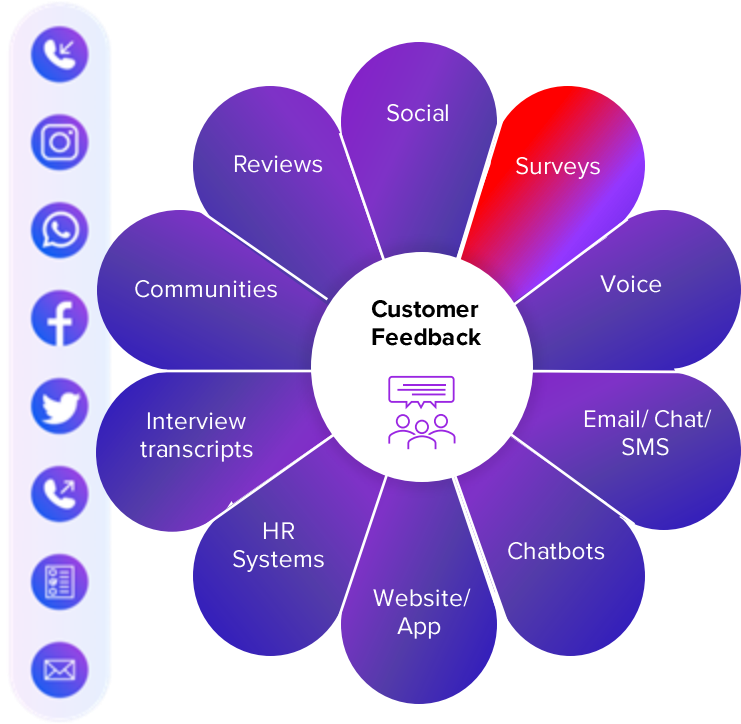 Social
Surveys
Voice
Email/ Chat/
SMS
Chatbots
Website/
App
HR
Systems
Interview
transcripts
Communities
Reviews
Customer
Feedback